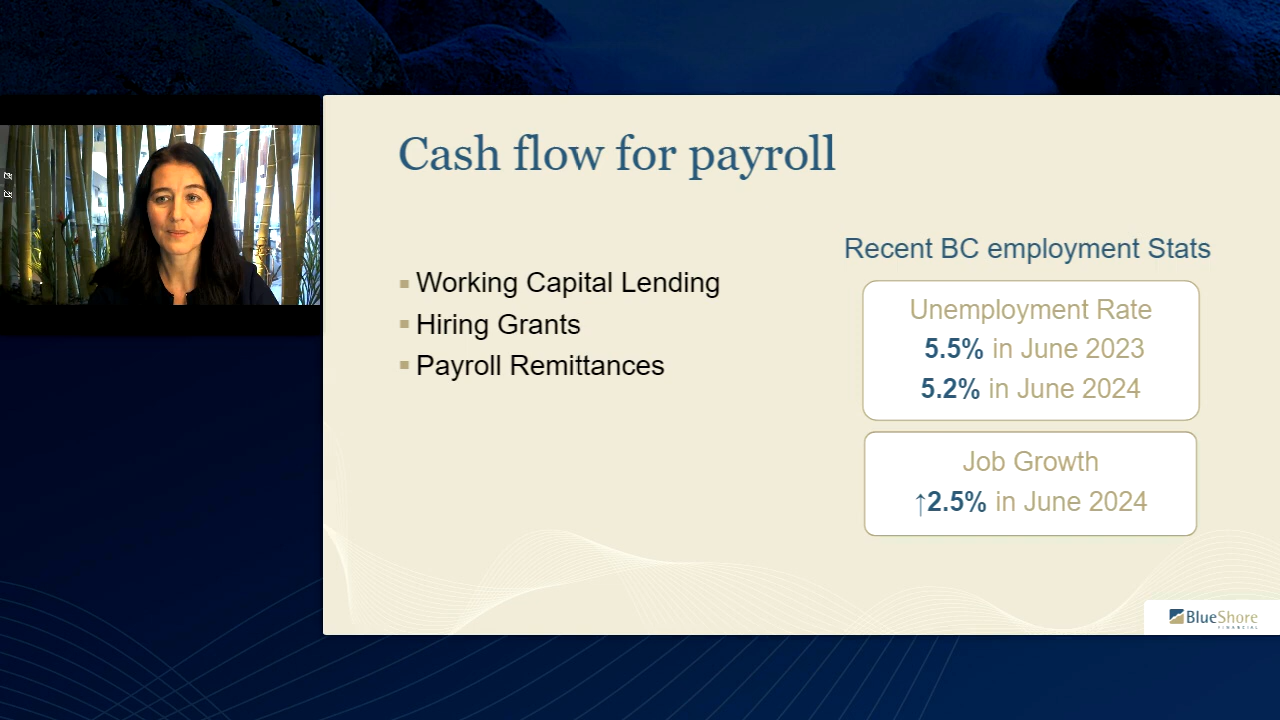 Cash flow for payroll
Working Capital Lending
Hiring Grants
Payroll Remittances
Recent BC employment Stats
Unemployment Rate
5.5% in June 2023
5.2% in June 2024
Job Growth
↑2.5% in June 2024
BlueShore
FINANCIAL